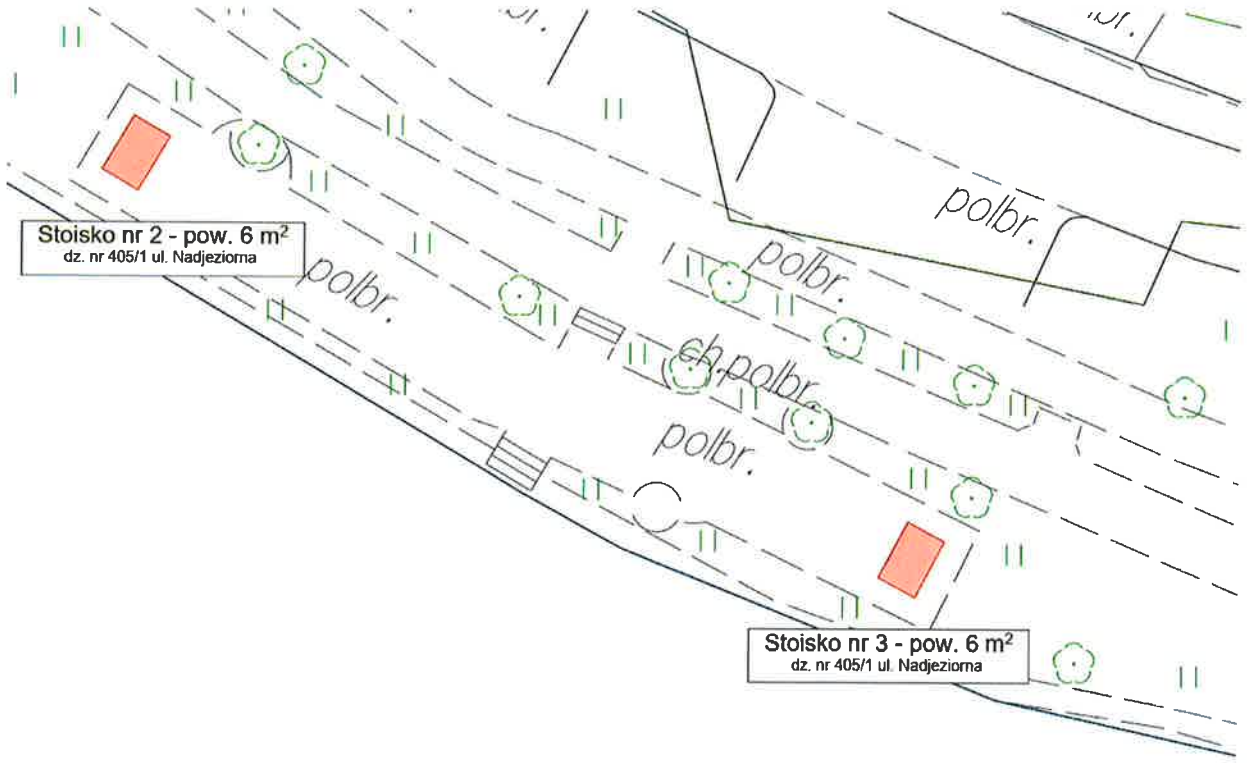 polbr.
Stoisko nr 2 - pow. 6 m²
dz. nr 405/1 ul. Nadjeziorna
polbr.
polbr.
ch.polbr.
polbr.
Stoisko nr 3 - pow. 6 m²
dz. nr 405/1 ul. Nadjeziorna